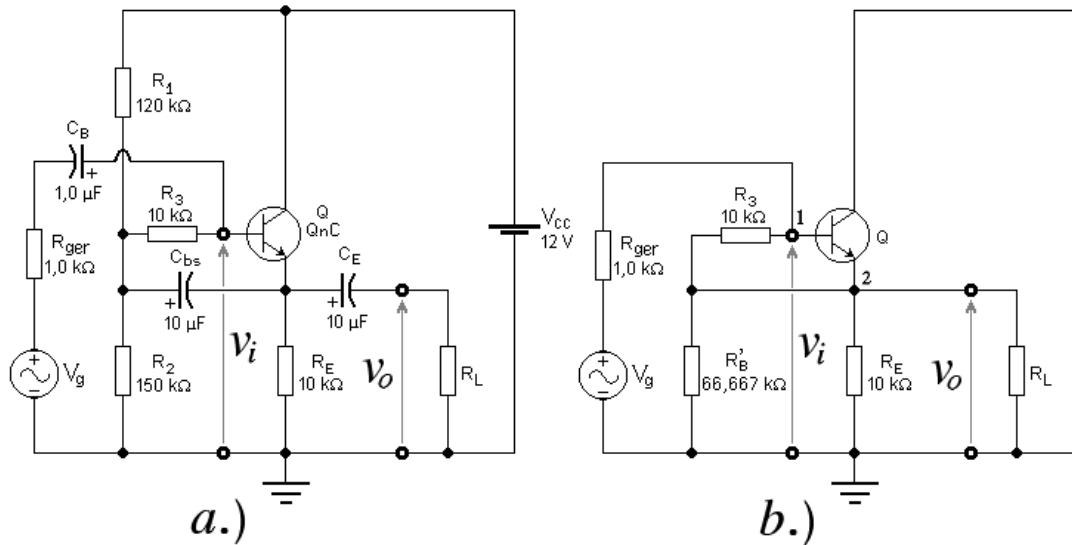 R1
120 kΩ
CB
+
1,0 µF
R3
10 kΩ
Q
QnC
VCC
12 V
Rger
1,0 kΩ
Cbs
+
10 µF
CE
+
10 µF
vi
R2
150 kΩ
RE
10 kΩ
vo
RL
+
Vg
−
a.)
R3
10 kΩ
1
Q
Rger
1,0 kΩ
2
vi
R'B
66,667 kΩ
RE
10 kΩ
vo
RL
+
Vg
−
b.)